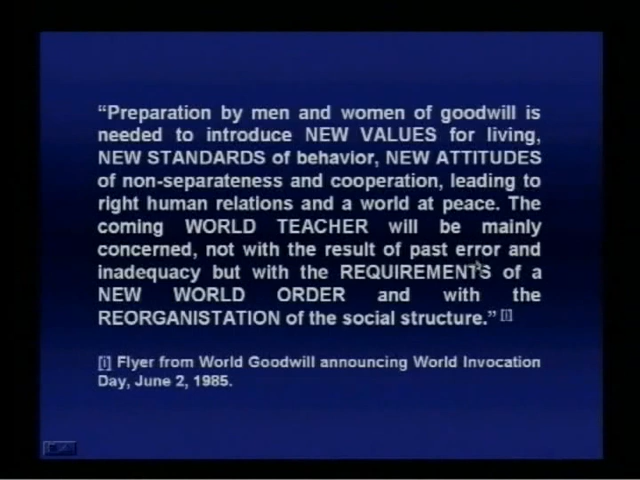 “Preparation by men and women of goodwill is
needed to introduce NEW VALUES for living,
NEW STANDARDS of behavior, NEW ATTITUDES
of non-separateness and cooperation, leading to
right human relations and a world at peace. The
coming WORLD TEACHER will be mainly
concerned, not with the result of past error and
inadequacy but with the REQUIREMENTS of a
NEW WORLD ORDER and with the
REORGANISTATION of the social structure.” [i]
[i] Flyer from World Goodwill announcing World Invocation
Day, June 2, 1985.